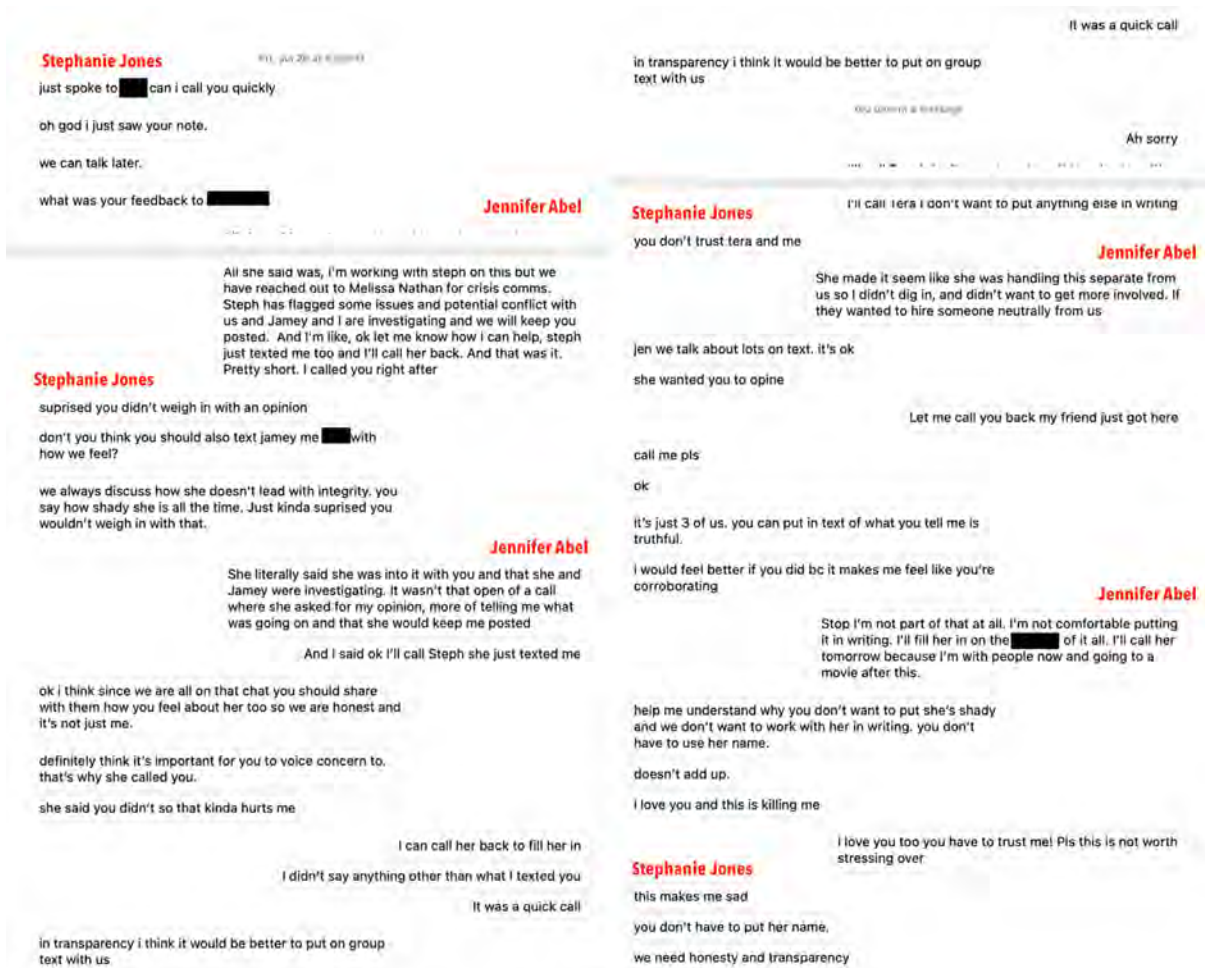 Stephanie Jones
just spoke to can i call you quickly
oh god i just saw your note.
we can talk later.
what was your feedback to
Jennifer Abel
All she said was, i'm working with steph on this but we
have reached out to Melissa Nathan for crisis comms.
Steph has flagged some issues and potential conflict with
us and Jamey and I are investigating and we will keep you
posted. And I'm like, ok let me know how I can help, steph
just texted me too and I'll call her back. And that was it.
Pretty short. I called you right after
Stephanie Jones
suprised you didn't weigh in with an opinion
don't you think you should also text jamey me with
how we feel?
we always discuss how she doesn't lead with integrity. you
say how shady she is all the time. Just kinda suprised you
wouldn't weigh in with that.
Jennifer Abel
She literally said she was into it with you and that she and
Jamey were investigating. It wasn't that open of a call
where she asked for my opinion, more of telling me what
was going on and that she would keep me posted
And I said ok I'll call Steph she just texted me
ok i think since we are all on that chat you should share
with them how you feel about her too so we are honest and
it's not just me.
definitely think it's important for you to voice concern to.
that's why she called you.
she said you didn't so that kinda hurts me
I can call her back to fill her in
I didn't say anything other than what I texted you
It was a quick call
in transparency i think it would be better to put on group
text with us
It was a quick call
in transparency i think it would be better to put on group
text with us
You unsent a message
Ah sorry
I'll call Tera I don't want to put anything else in writing
Stephanie Jones
you don't trust tera and me
Jennifer Abel
She made it seem like she was handling this separate from
us so I didn't dig in, and didn't want to get more involved. If
they wanted to hire someone neutrally from us
jen we talk about lots on text. it's ok
she wanted you to opine
Let me call you back my friend just got here
call me pls
ok
it's just 3 of us. you can put in text of what you tell me is
truthful.
i would feel better if you did bc it makes me feel like you're
corroborating
Jennifer Abel
Stop I'm not part of that at all. I'm not comfortable putting
it in writing. I'll fill her in on the of it all. I'll call her
tomorrow because I'm with people now and going to a
movie after this.
help me understand why you don't want to put she's shady
and we don't want to work with her in writing. you don't
have to use her name.
doesn't add up.
i love you and this is killing me
I love you too you have to trust me! Pls this is not worth
stressing over
Stephanie Jones
this makes me sad
you don't have to put her name.
we need honesty and transparency